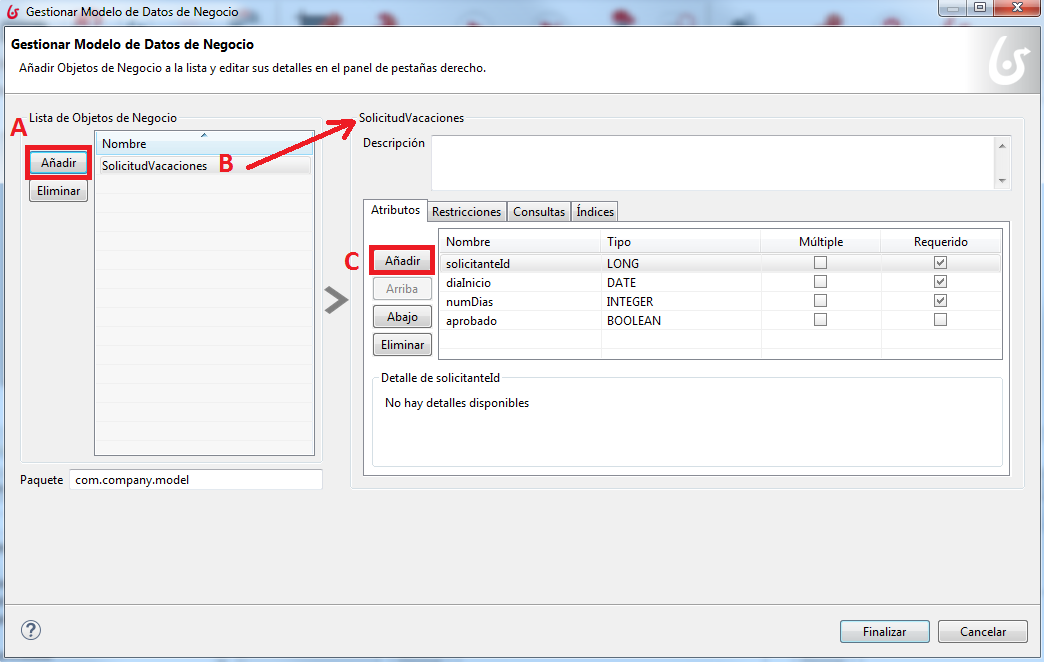 Gestionar Modelo de Datos de Negocio
Gestionar Modelo de Datos de Negocio
Añadir Objetos de Negocio a la lista y editar sus detalles en el panel de pestañas derecho.
A
Lista de Objetos de Negocio
Añadir
Eliminar
Nombre
SolicitudVacaciones
B
Paquete
com.company.model
SolicitudVacaciones
Descripción
Atributos
Restricciones
Consultas
Índices
C
Añadir
Arriba
Abajo
Eliminar
Nombre Tipo Múltiple Requerido
solicitanteId LONG
diaInicio DATE
numDias INTEGER
aprobado BOOLEAN
Detalle de solicitanteId
No hay detalles disponibles
?
Finalizar
Cancelar